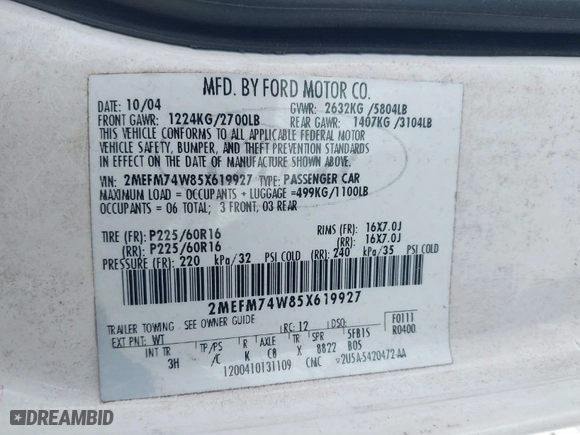 MFD. BY FORD MOTOR CO.
DATE: 10/04 GVWR: 2632KG /5804LB
FRONT GAWR: 1224KG/2700LB REAR GAWR: 1407KG/3104LB
THIS VEHICLE CONFORMS TO ALL APPLICABLE FEDERAL MOTOR
VEHICLE SAFETY, BUMPER, AND THEFT PREVENTION STANDARDS
IN EFFECT ON THE DATE OF MANUFACTURE SHOWN ABOVE.
VIN: 2MEFM74W85X619927 TYPE: PASSENGER CAR
MAXIMUM LOAD = OCCUPANTS + LUGGAGE =499KG/1100LB
OCCUPANTS = 06 TOTAL; 3 FRONT, 03 REAR
TIRE (FR): P225/60R16 RIMS (FR): 16X7.0J
(RR): P225/60R16 (RR): 16X7.0J
PRESSURE (FR): 220 kPa/32 PSI COLD (RR): 240 kPa/35 PSI COLD
2MEFM74W85X619927
TRAILER TOWING - SEE OWNER GUIDE
EXT PNT: WT RC: 12 DSO: F0111
INT TR TP/PS R AXLE TR SPR 5FB15 R0400
3H /C K C8 X 8822 B05
1200410131109 CNC 2U5A-5420472-AA
DREAMBID